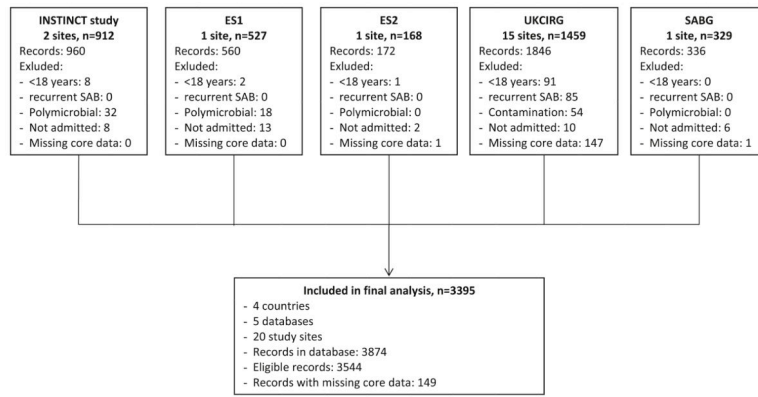 INSTINCT study
2 sites, n=912
Records: 960
Exluded:
- <18 years: 8
- recurrent SAB: 0
- Polymicrobial: 32
- Not admitted: 8
- Missing core data: 0
ES1
1 site, n=527
Records: 560
Exluded:
- <18 years: 2
- recurrent SAB: 0
- Polymicrobial: 18
- Not admitted: 13
- Missing core data: 0
ES2
1 site, n=168
Records: 172
Exluded:
- <18 years: 1
- recurrent SAB: 0
- Polymicrobial: 0
- Not admitted: 2
- Missing core data: 1
UKCIRG
15 sites, n=1459
Records: 1846
Exluded:
- <18 years: 91
- recurrent SAB: 85
- Contamination: 54
- Not admitted: 10
- Missing core data: 147
SABG
1 site, n=329
Records: 336
Exluded:
- <18 years: 0
- recurrent SAB: 0
- Polymicrobial: 0
- Not admitted: 6
- Missing core data: 1
Included in final analysis, n=3395
- 4 countries
- 5 databases
- 20 study sites
- Records in database: 3874
- Eligible records: 3544
- Records with missing core data: 149